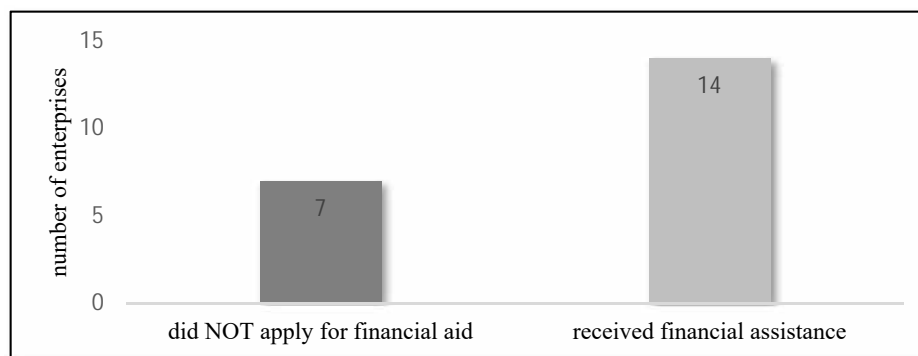 number of enterprises
15
10
5
0
7
14
did NOT apply for financial aid
received financial assistance